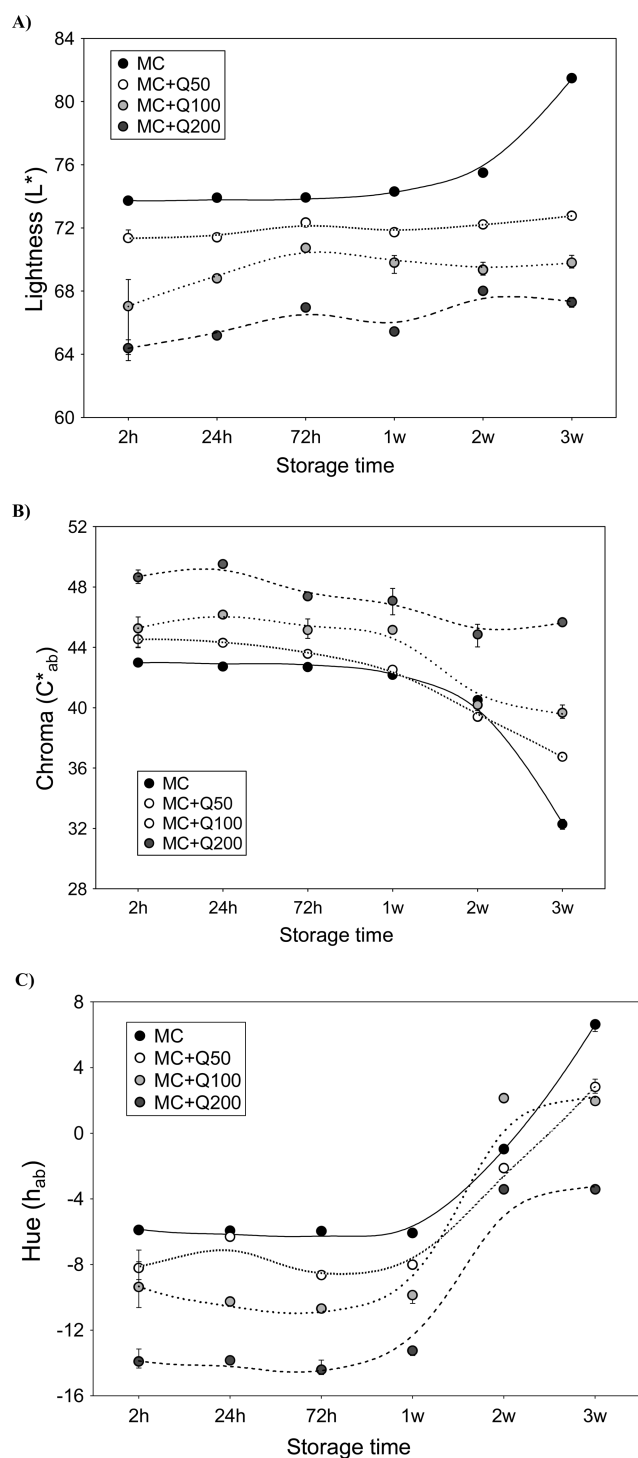 A)
84
80
76
72
68
64
60
Lightness (L*)
MC
MC+Q50
MC+Q100
MC+Q200
2h 24h 72h 1w 2w 3w
Storage time
B)
52
48
44
40
36
32
28
Chroma (C*ab)
MC
MC+Q50
MC+Q100
MC+Q200
2h 24h 72h 1w 2w 3w
Storage time
C)
8
4
0
-4
-8
-12
-16
Hue (hab)
MC
MC+Q50
MC+Q100
MC+Q200
2h 24h 72h 1w 2w 3w
Storage time